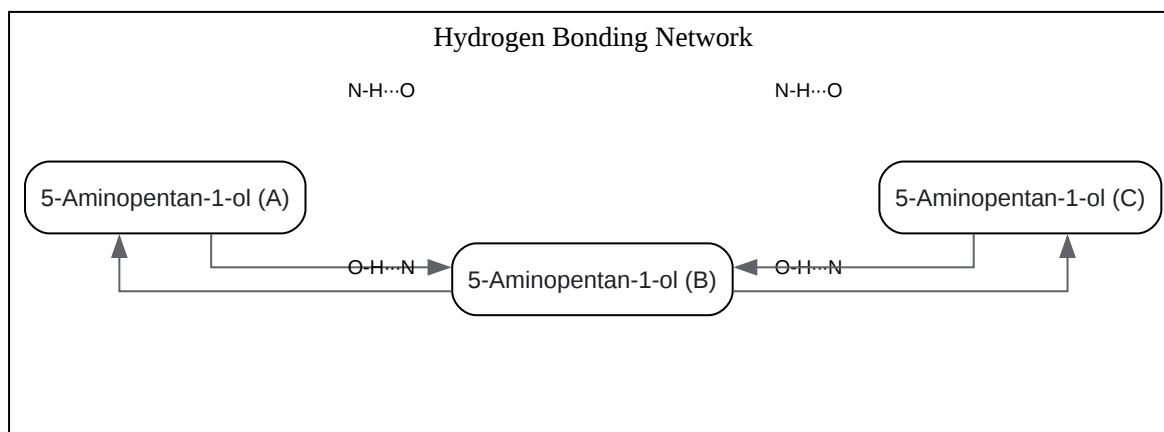 Hydrogen Bonding Network
N-H···O
N-H···O
5-Aminopentan-1-ol (A)
5-Aminopentan-1-ol (C)
O-H···N
O-H···N
5-Aminopentan-1-ol (B)